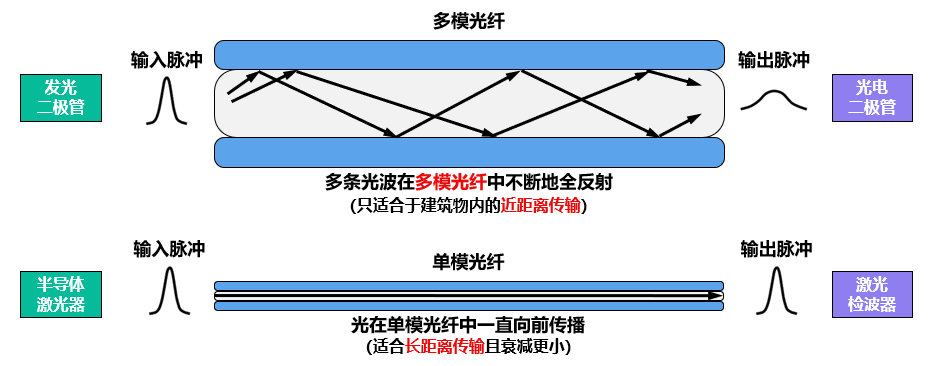 多模光纤
输入脉冲
输出脉冲
发光
二极管
光电
二极管
多条光波在多模光纤中不断地全反射
(只适合于建筑物内的近距离传输)
输入脉冲
单模光纤
输出脉冲
半导体
激光器
激光
检波器
光在单模光纤中一直向前传播
(适合长距离传输且衰减更小)